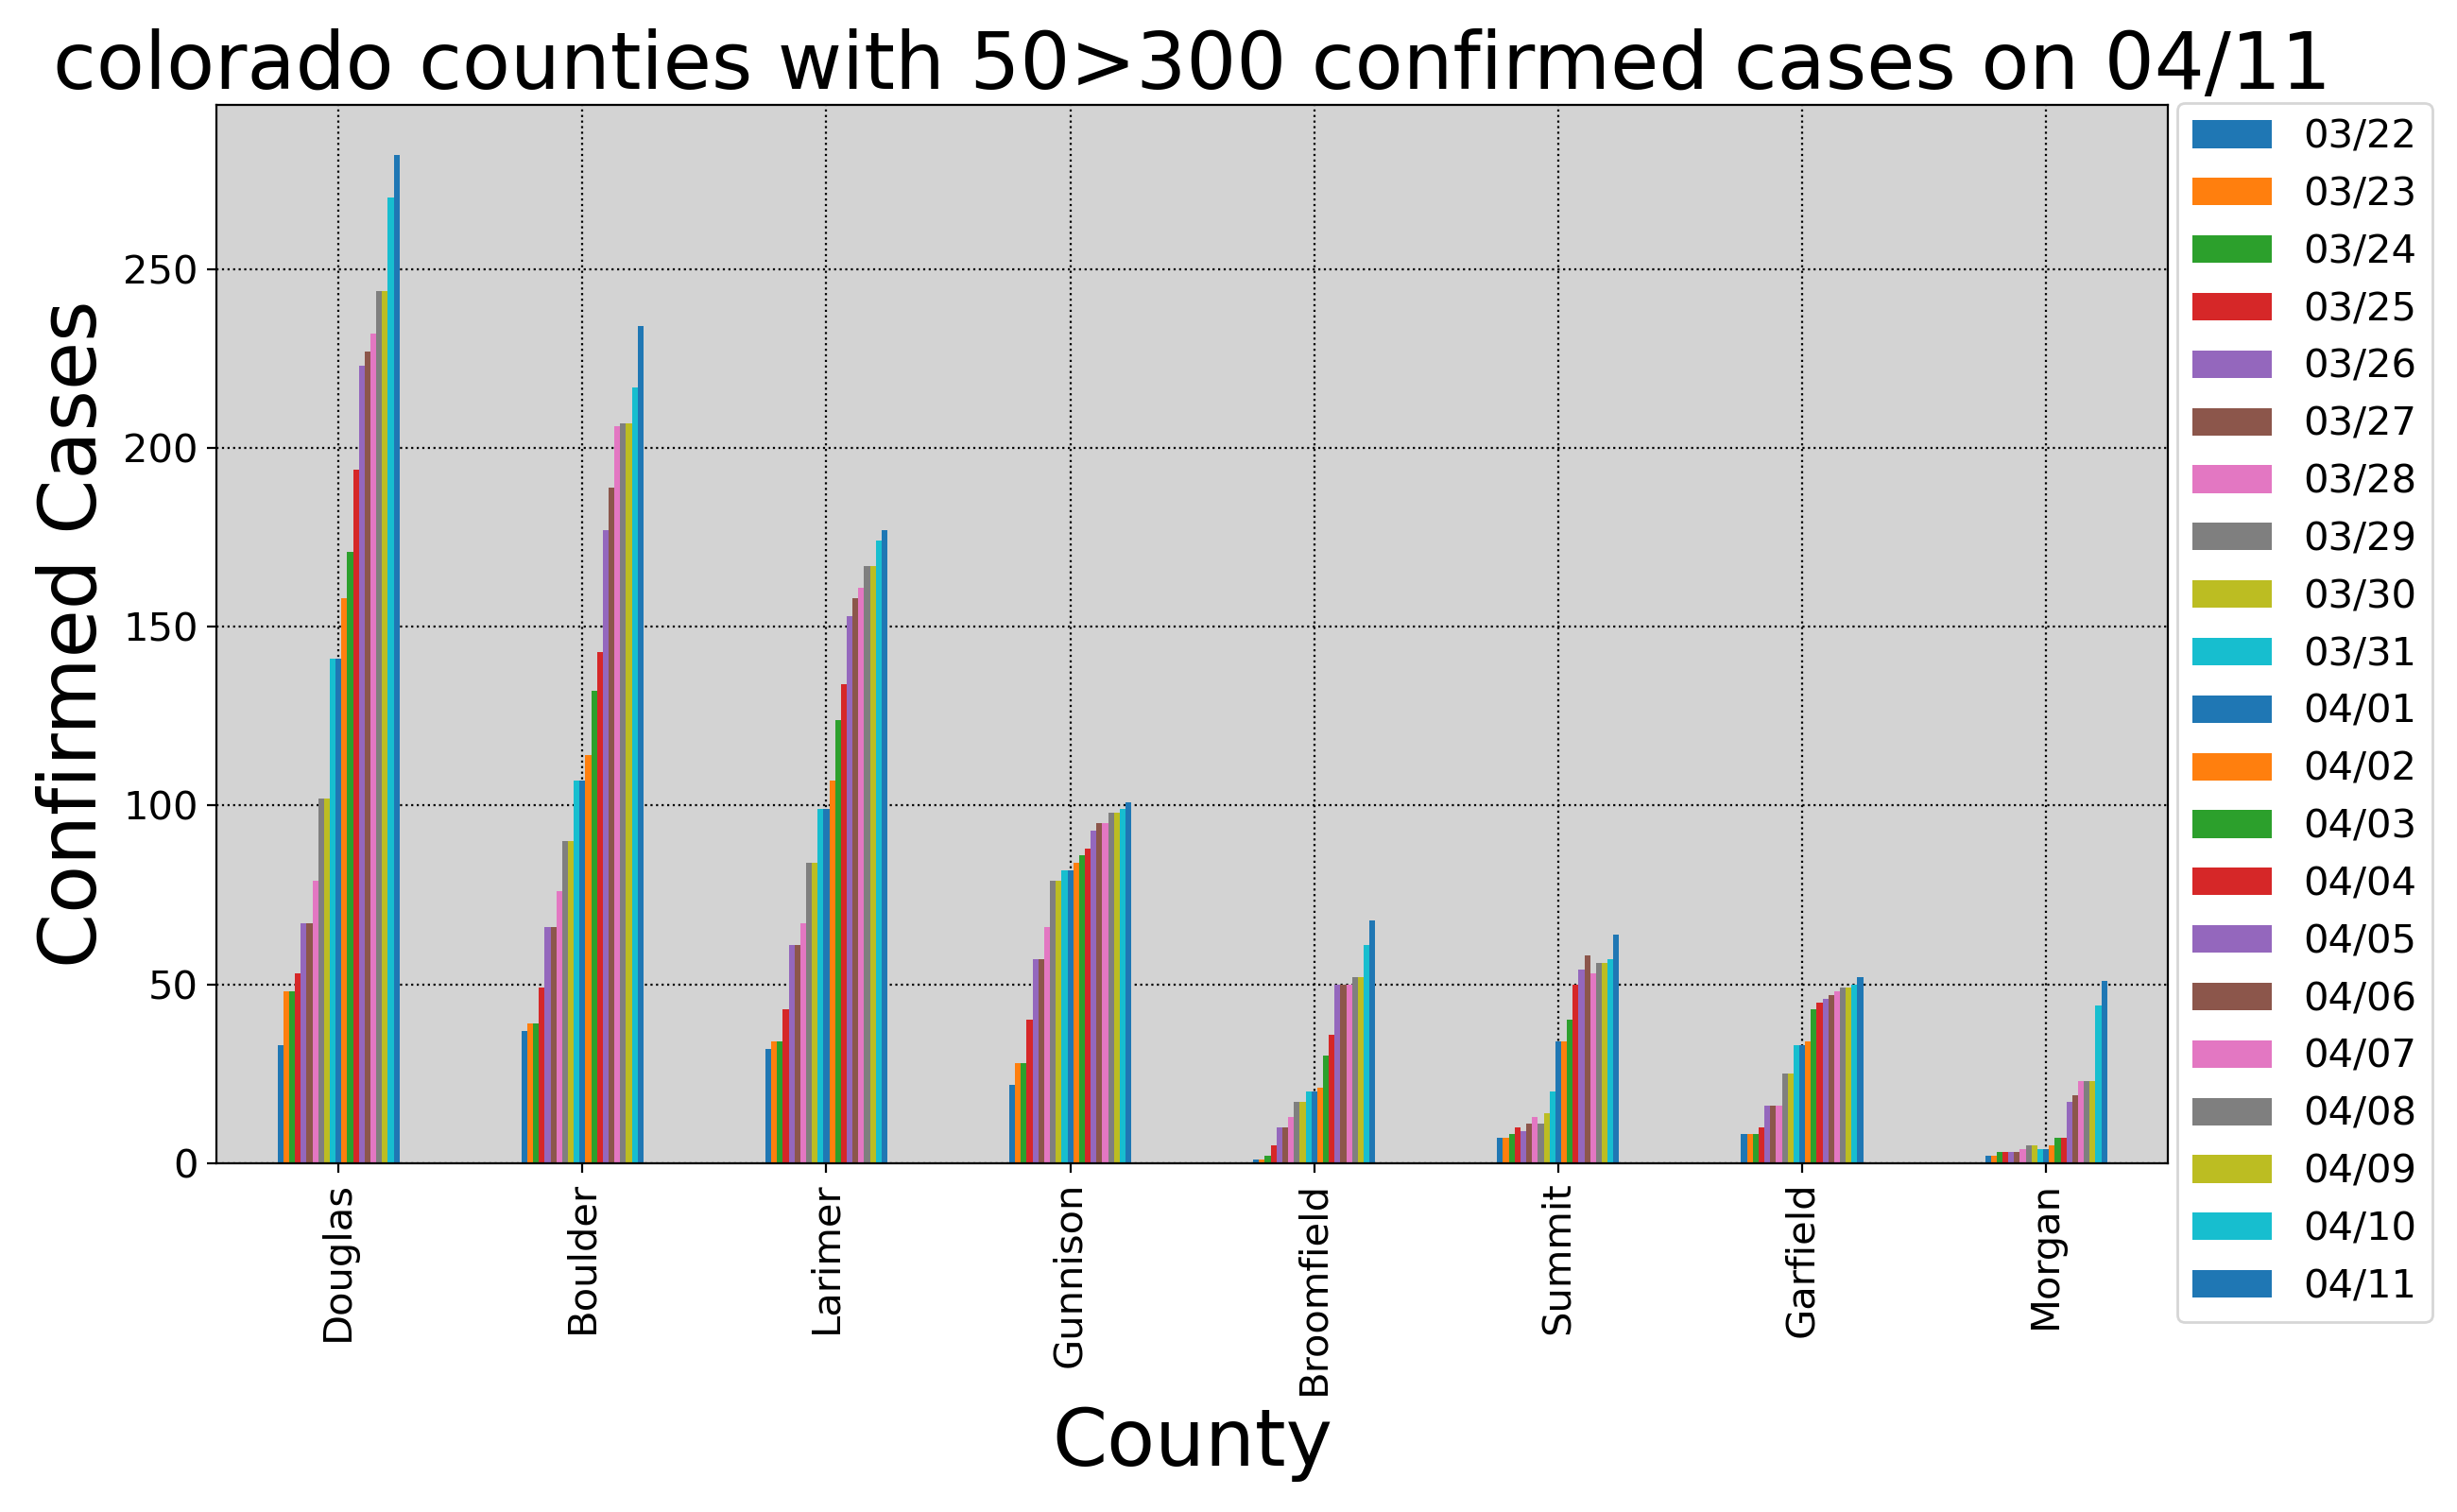 colorado counties with 50>300 confirmed cases on 04/11
Confirmed Cases
250
200
150
100
50
0
Douglas
Boulder
Larimer
Gunnison
Broomfield
Summit
Garfield
Morgan
County
03/22
03/23
03/24
03/25
03/26
03/27
03/28
03/29
03/30
03/31
04/01
04/02
04/03
04/04
04/05
04/06
04/07
04/08
04/09
04/10
04/11